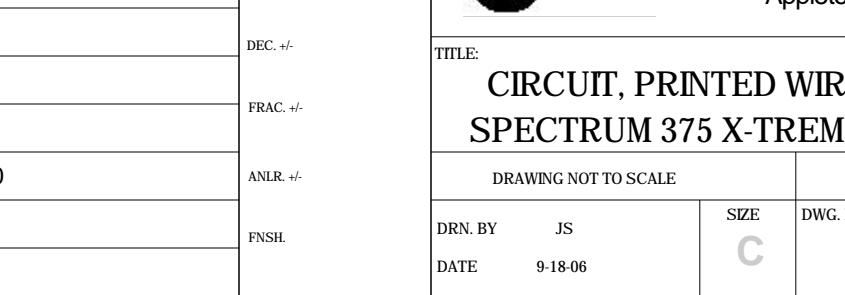 DEC. +/-
FRAC. +/-
ANLR. +/-
FNSH.
TITLE:
CIRCUIT, PRINTED WIR
SPECTRUM 375 X-TREM
DRAWING NOT TO SCALE
DRN. BY JS
DATE 9-18-06
SIZE
C
DWG.